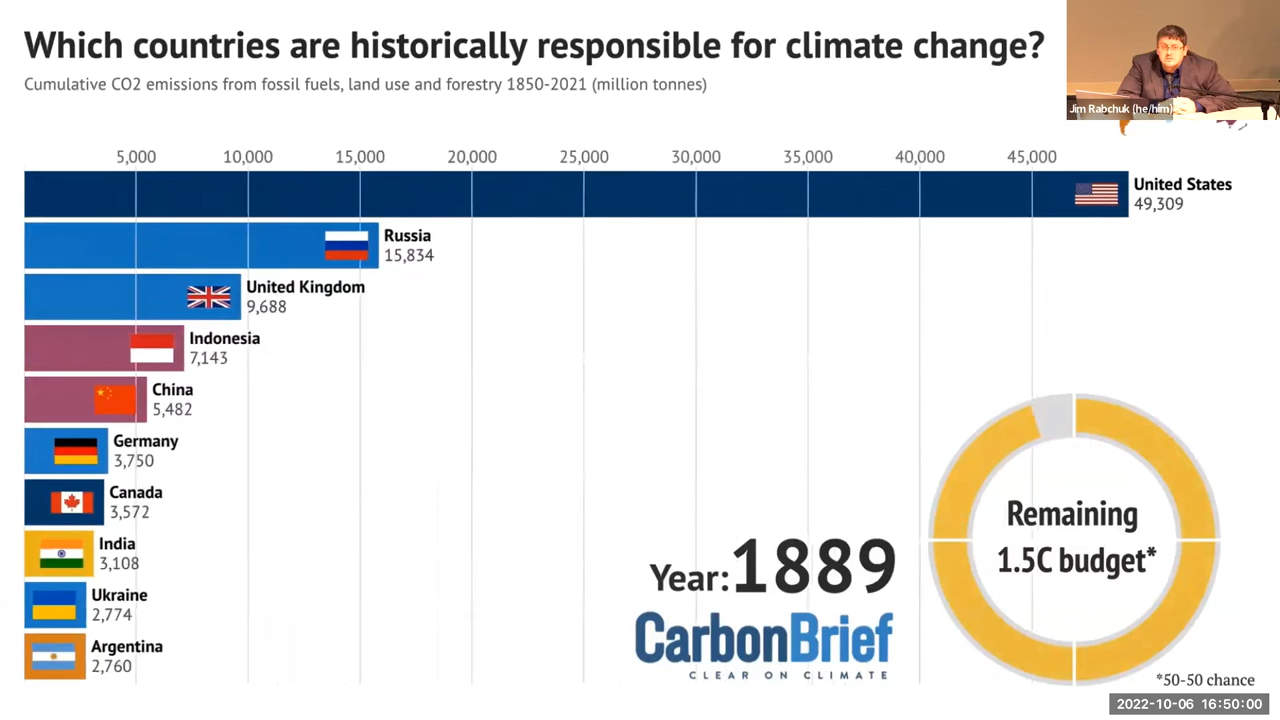 Which countries are historically responsible for climate change?
Cumulative CO2 emissions from fossil fuels, land use and forestry 1850-2021 (million tonnes)
Jim Rabchuk (he/him)
5,000 10,000 15,000 20,000 25,000 30,000 35,000 40,000 45,000
United States
49,309
Russia
15,834
United Kingdom
9,688
Indonesia
7,143
China
5,482
Germany
3,750
Canada
3,572
India
3,108
Ukraine
2,774
Argentina
2,760
Remaining
1.5C budget*
Year:1889
CarbonBrief
CLEAR ON CLIMATE
*50-50 chance
2022-10-06 16:50:00